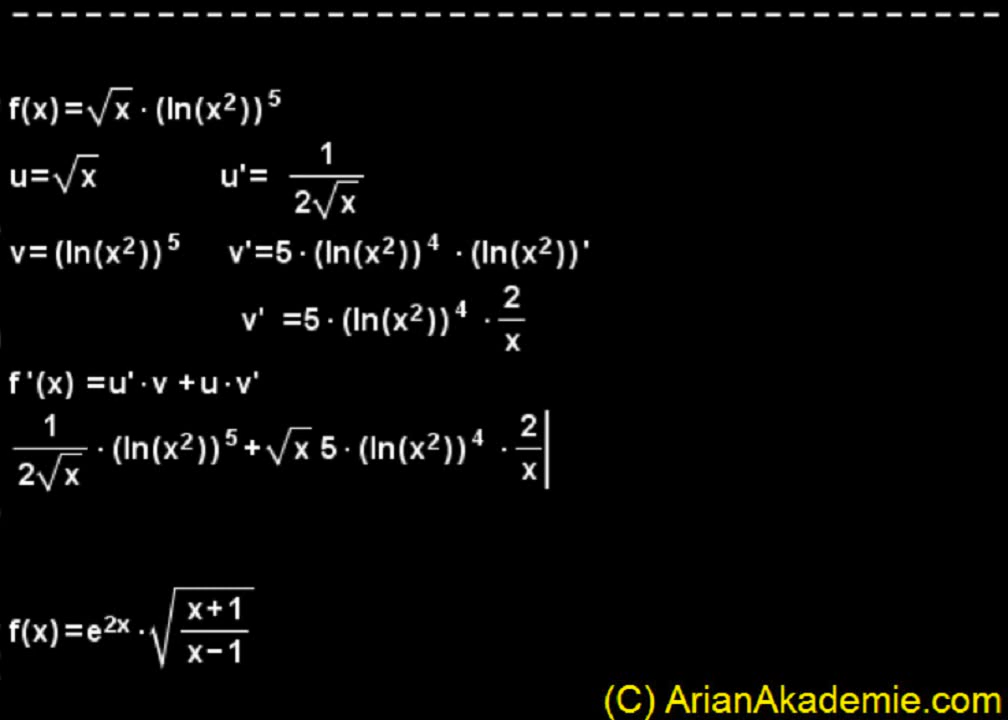 f(x)=√x · (ln(x²))⁵
u=√x u'= 1/(2√x)
v=(ln(x²))⁵ v'=5·(ln(x²))⁴ ·(ln(x²))'
v' =5·(ln(x²))⁴ · 2/x
f'(x) =u'·v +u·v'
1/(2√x) ·(ln(x²))⁵+√x 5·(ln(x²))⁴ · 2/x
f(x)=e²ˣ·√((x+1)/(x−1))
(C) ArianAkademie.com